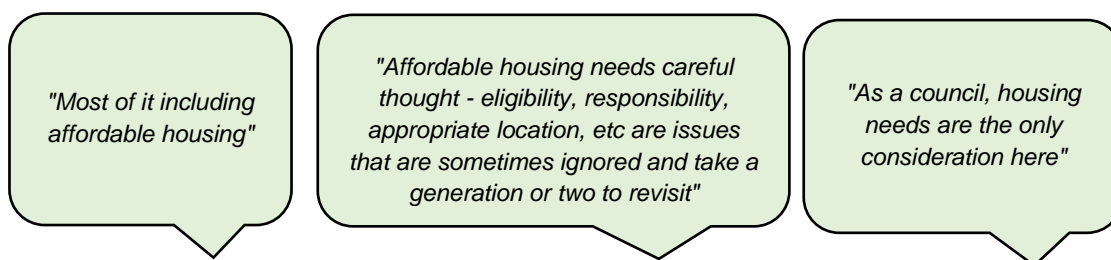 "Most of it including
affordable housing"
"Affordable housing needs careful
thought - eligibility, responsibility,
appropriate location, etc are issues
that are sometimes ignored and take a
generation or two to revisit"
"As a council, housing
needs are the only
consideration here"